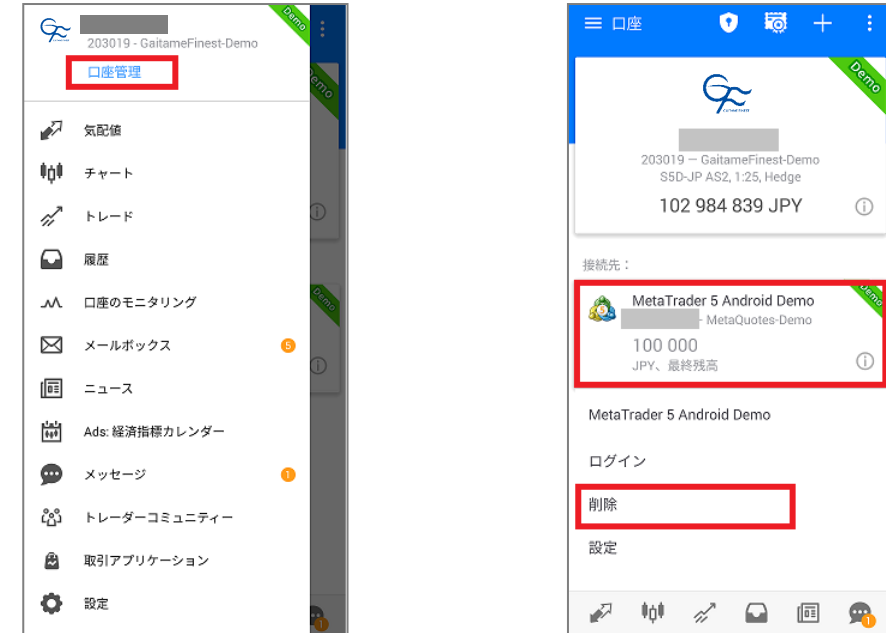 Demo
203019 - GaitameFinest-Demo
口座管理
気配値
チャート
トレード
履歴
口座のモニタリング
メールボックス
5
ニュース
Ads: 経済指標カレンダー
メッセージ
1
トレーダーコミュニティー
取引アプリケーション
設定
Demo
Demo
1
口座
Demo
203019 — GaitameFinest-Demo
S5D-JP AS2, 1:25, Hedge
102 984 839 JPY
接続先：
MetaTrader 5 Android Demo
Demo
- MetaQuotes-Demo
100 000
JPY、最終残高
MetaTrader 5 Android Demo
ログイン
削除
設定
1